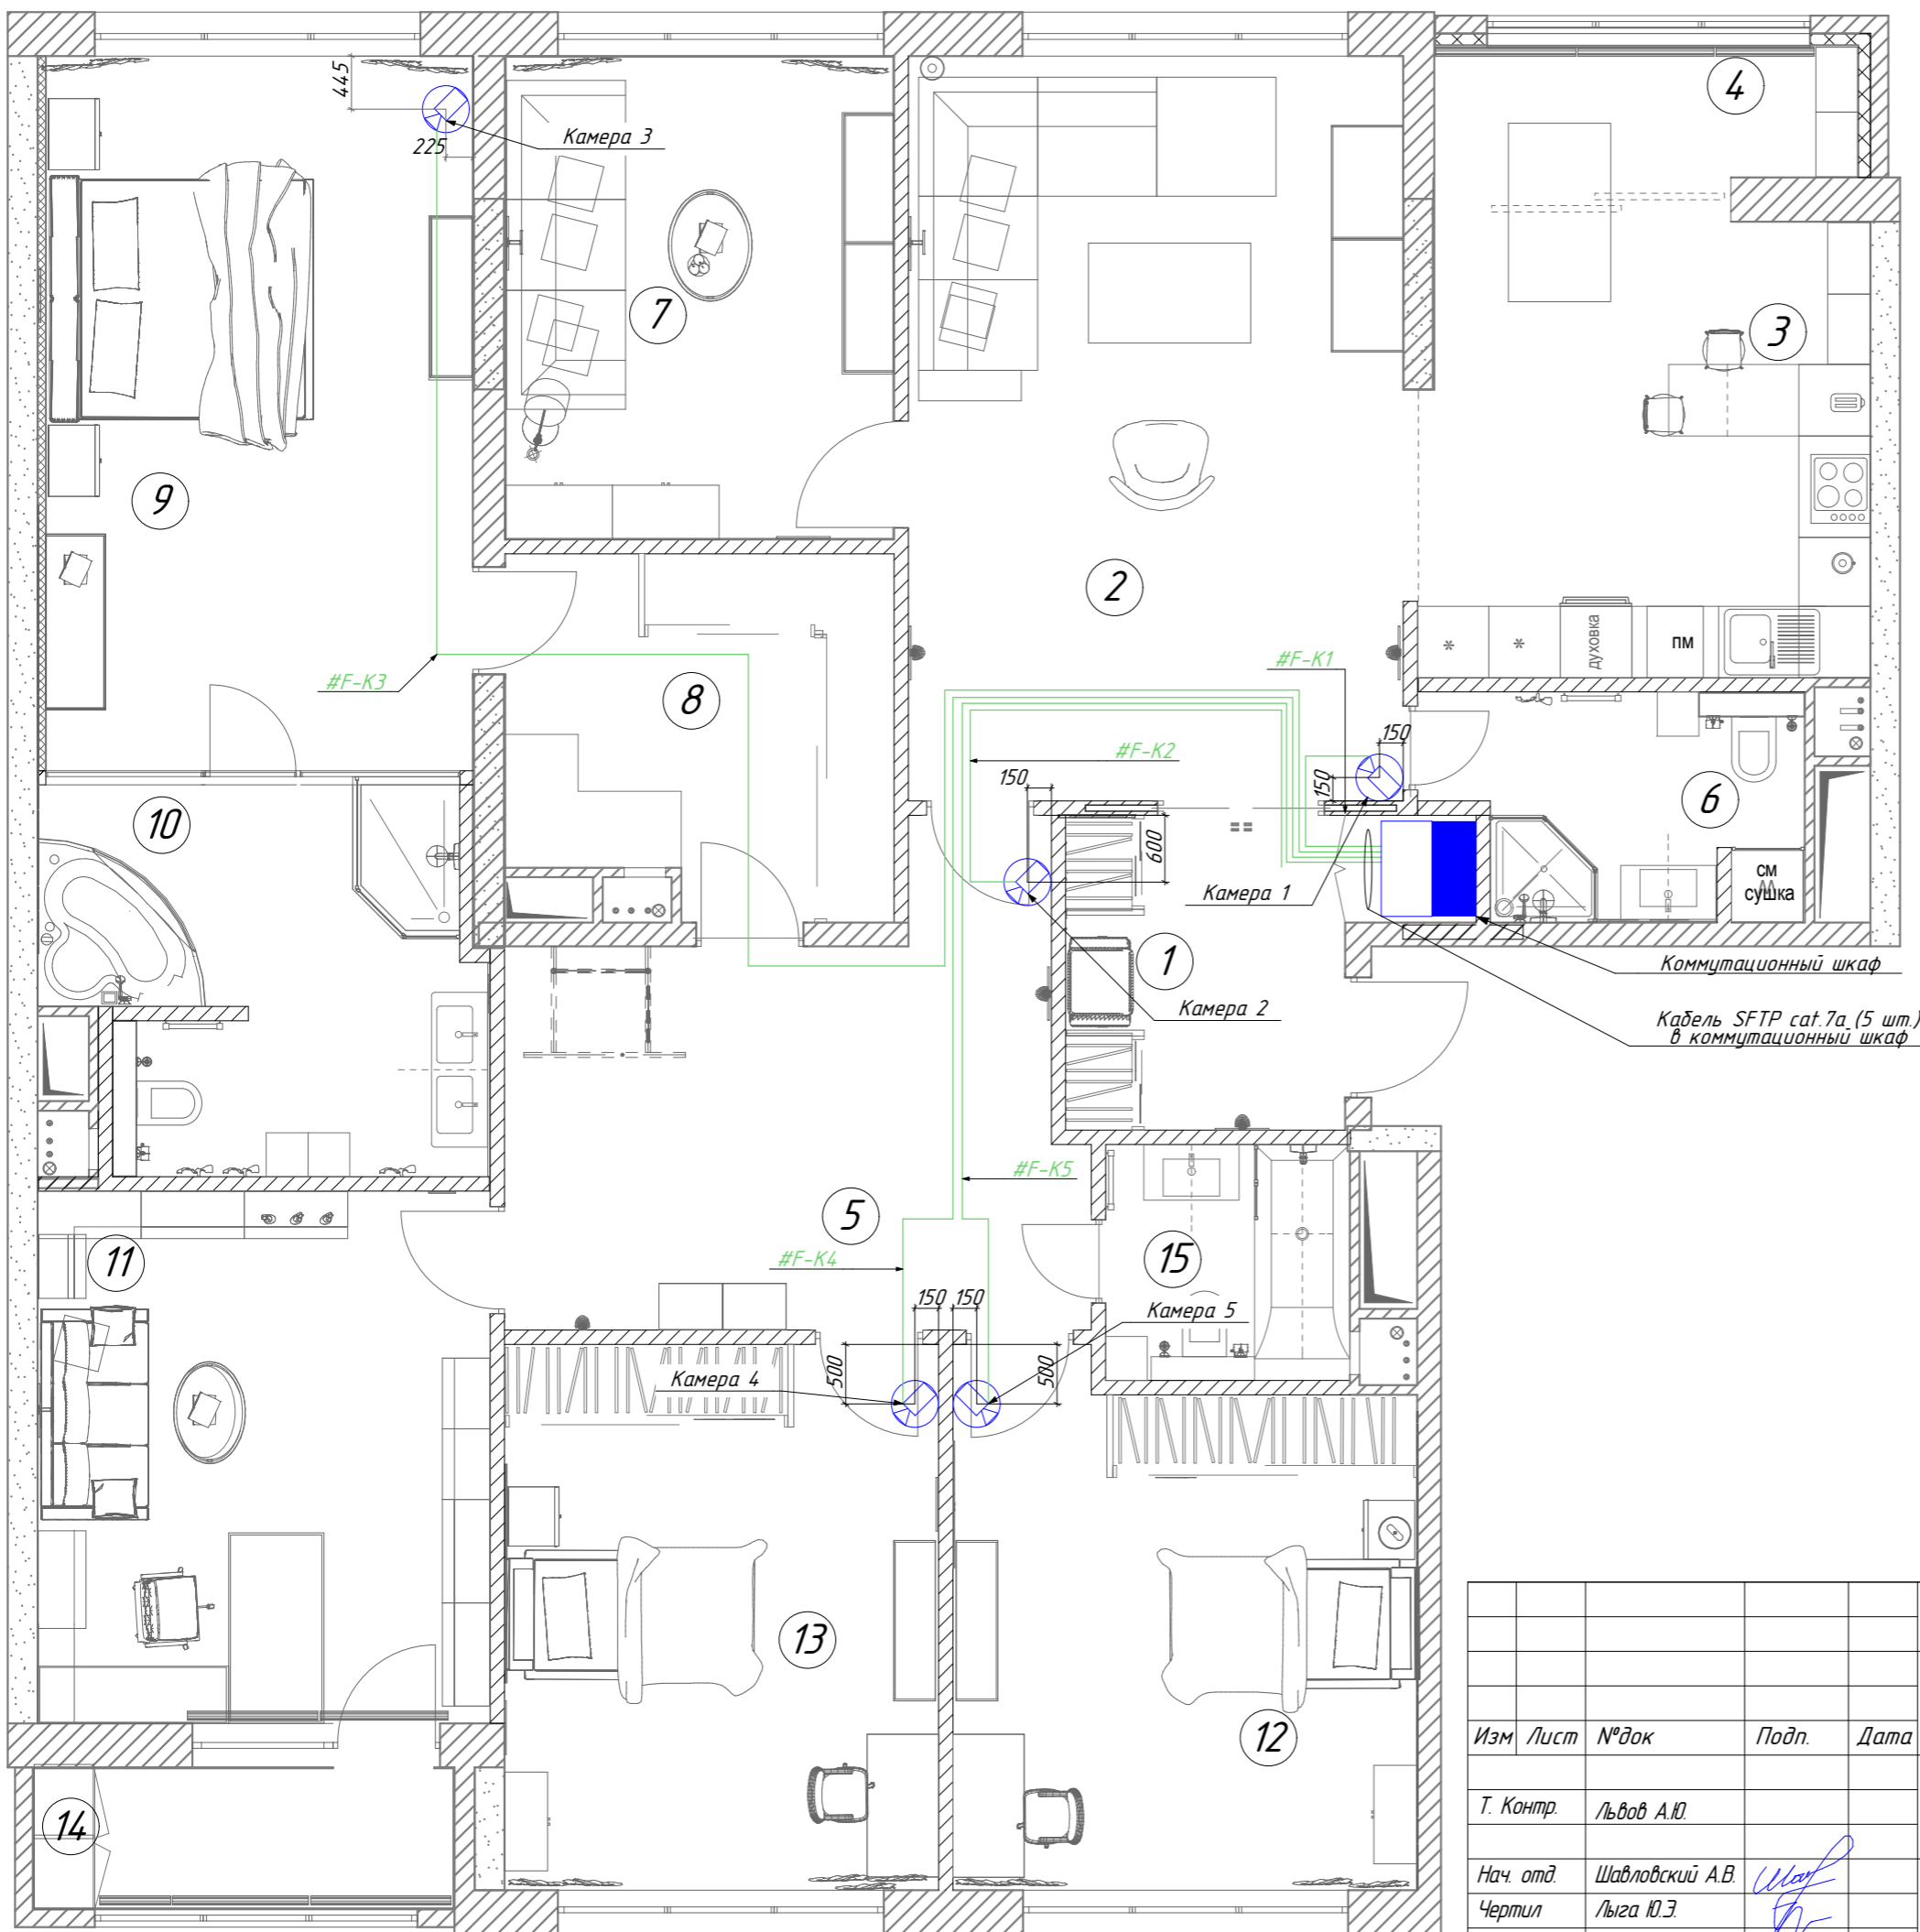 4
445
225
Камера 3
7
3
9
2
духовка
пм
#F-K1
#F-K3
8
#F-K2
150
150
150
6
10
600
Камера 1
см
сушка
1
Коммутационный шкаф
Камера 2
Кабель SFTP cat.7a (5 шт.)
в коммутационный шкаф
#F-K5
5
11
15
#F-K4
150
150
Камера 5
500
500
Камера 4
13
12
Изм Лист №док Подп. Дата
14
Т. Контр. Львов А.Ю.
Нач. отд. Шавловский А.В.
Чертил Лыга Ю.Э.